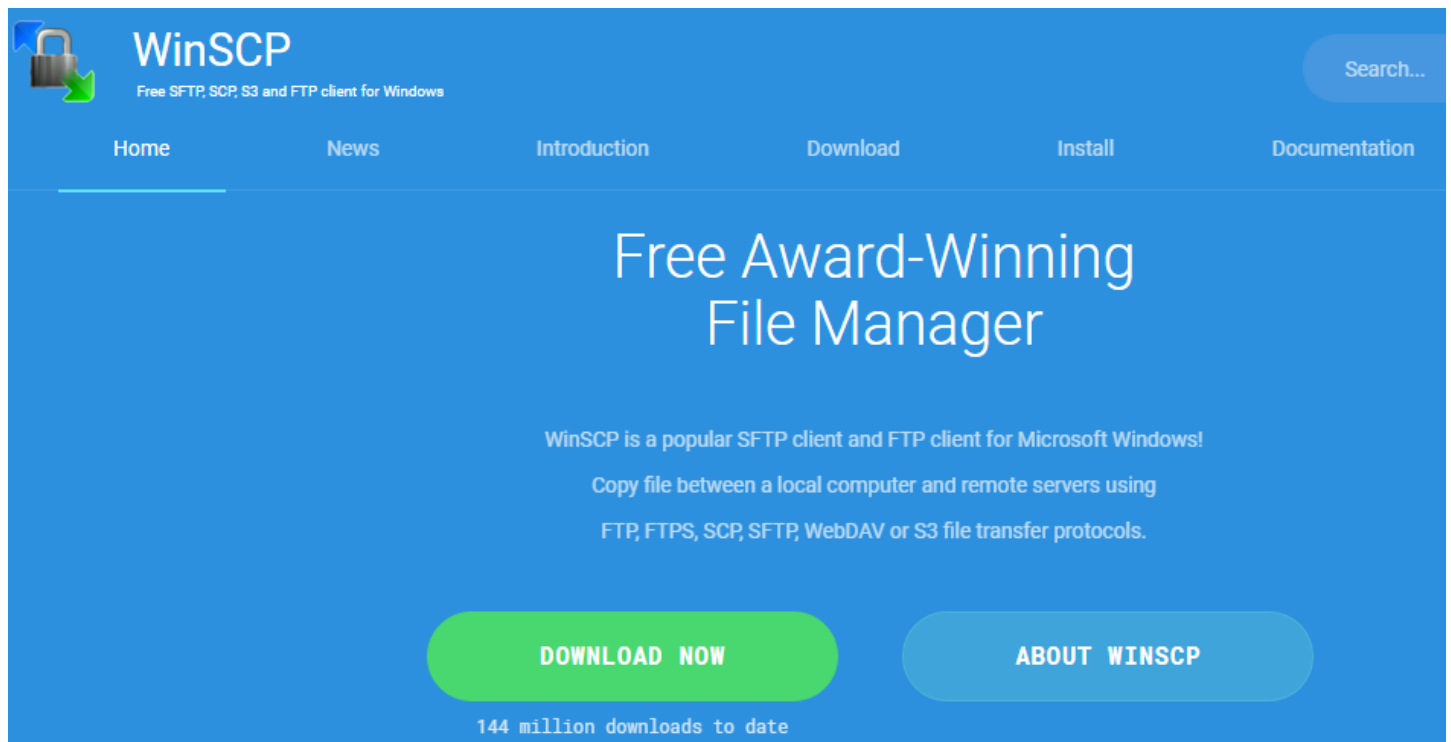 WinSCP
Free SFTP, SCP, S3 and FTP client for Windows
Search...
Home News Introduction Download Install Documentation
Free Award-Winning
File Manager
WinSCP is a popular SFTP client and FTP client for Microsoft Windows!
Copy file between a local computer and remote servers using
FTP, FTPS, SCP, SFTP, WebDAV or S3 file transfer protocols.
DOWNLOAD NOW ABOUT WINSCP
144 million downloads to date